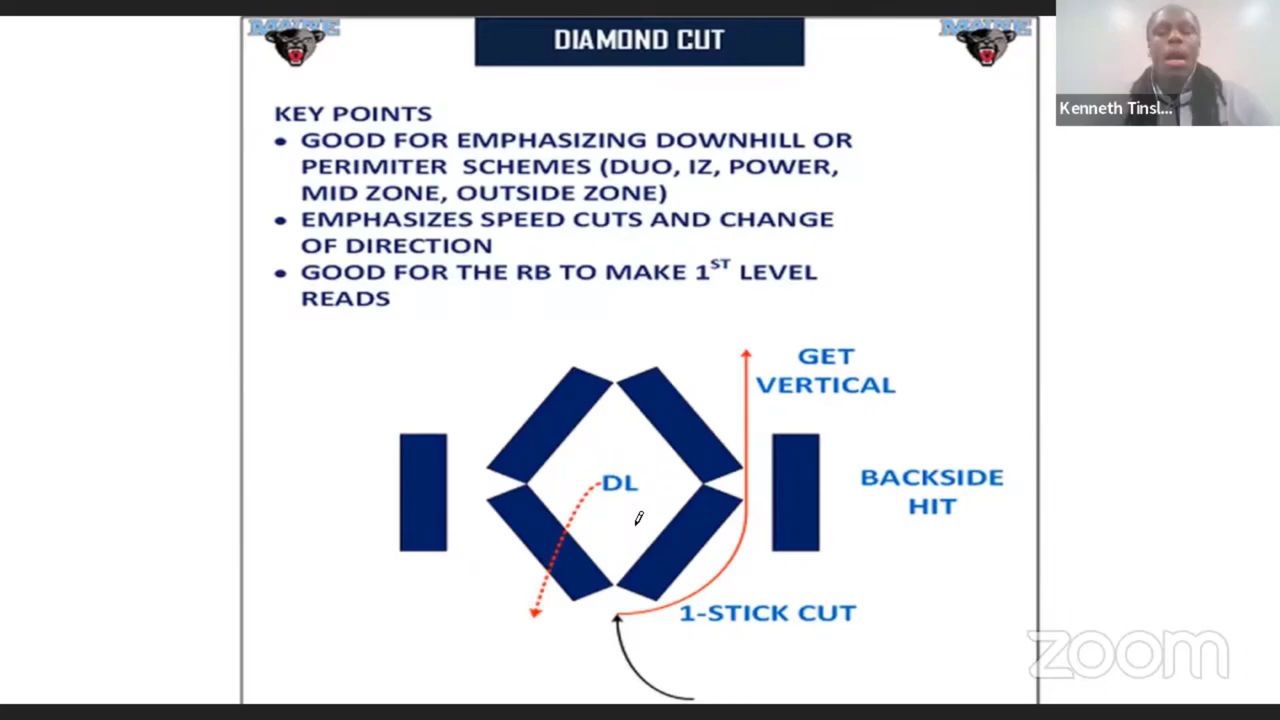 MAINE
MAINE
DIAMOND CUT
Kenneth Tinsl...
KEY POINTS
• GOOD FOR EMPHASIZING DOWNHILL OR
PERIMITER SCHEMES (DUO, IZ, POWER,
MID ZONE, OUTSIDE ZONE)
• EMPHASIZES SPEED CUTS AND CHANGE
OF DIRECTION
• GOOD FOR THE RB TO MAKE 1ST LEVEL
READS
GET
VERTICAL
DL
BACKSIDE
HIT
1-STICK CUT
zoom